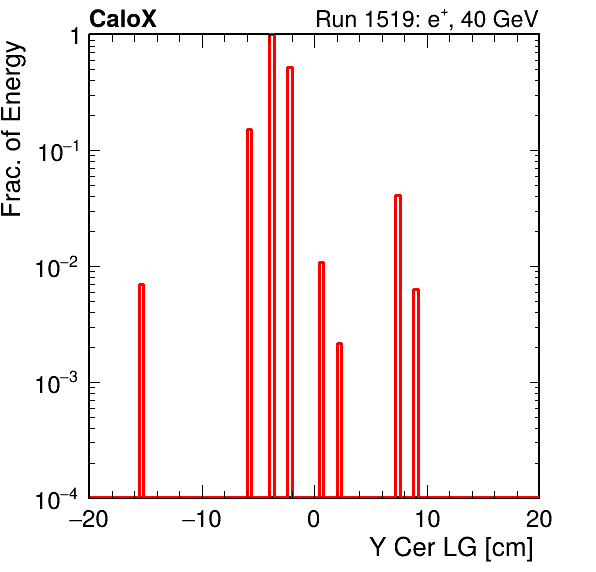 CaloX Run 1519: e⁺, 40 GeV
Frac. of Energy
1
10⁻¹
10⁻²
10⁻³
10⁻⁴
−20 −10 0 10 20
Y Cer LG [cm]